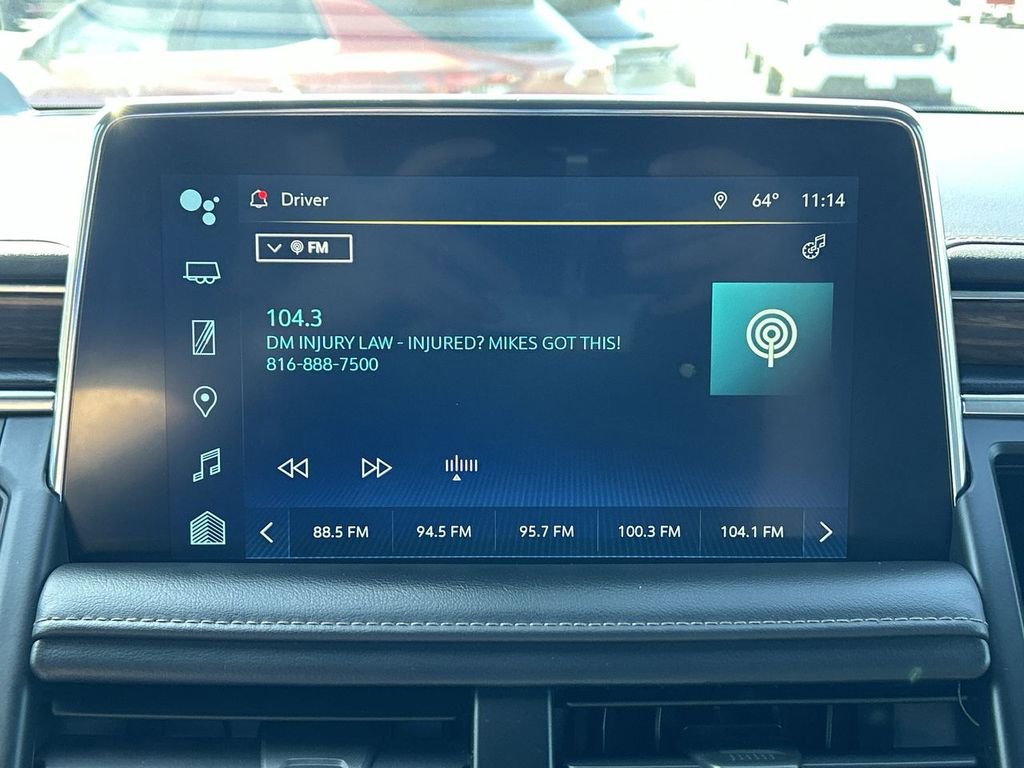 Driver
64° 11:14
FM
104.3
DM INJURY LAW - INJURED? MIKES GOT THIS!
816-888-7500
88.5 FM 94.5 FM 95.7 FM 100.3 FM 104.1 FM